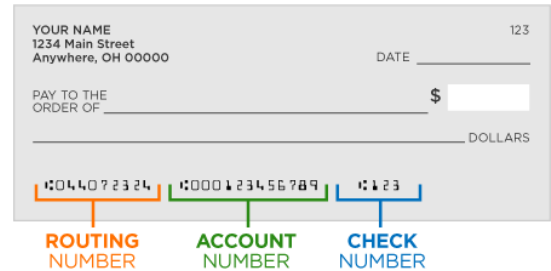 YOUR NAME 123
1234 Main Street
Anywhere, OH 00000
DATE
PAY TO THE
ORDER OF $
DOLLARS
⑆044072324⑆ ⑆000123456789⑆ ⑆123
ROUTING ACCOUNT CHECK
NUMBER NUMBER NUMBER